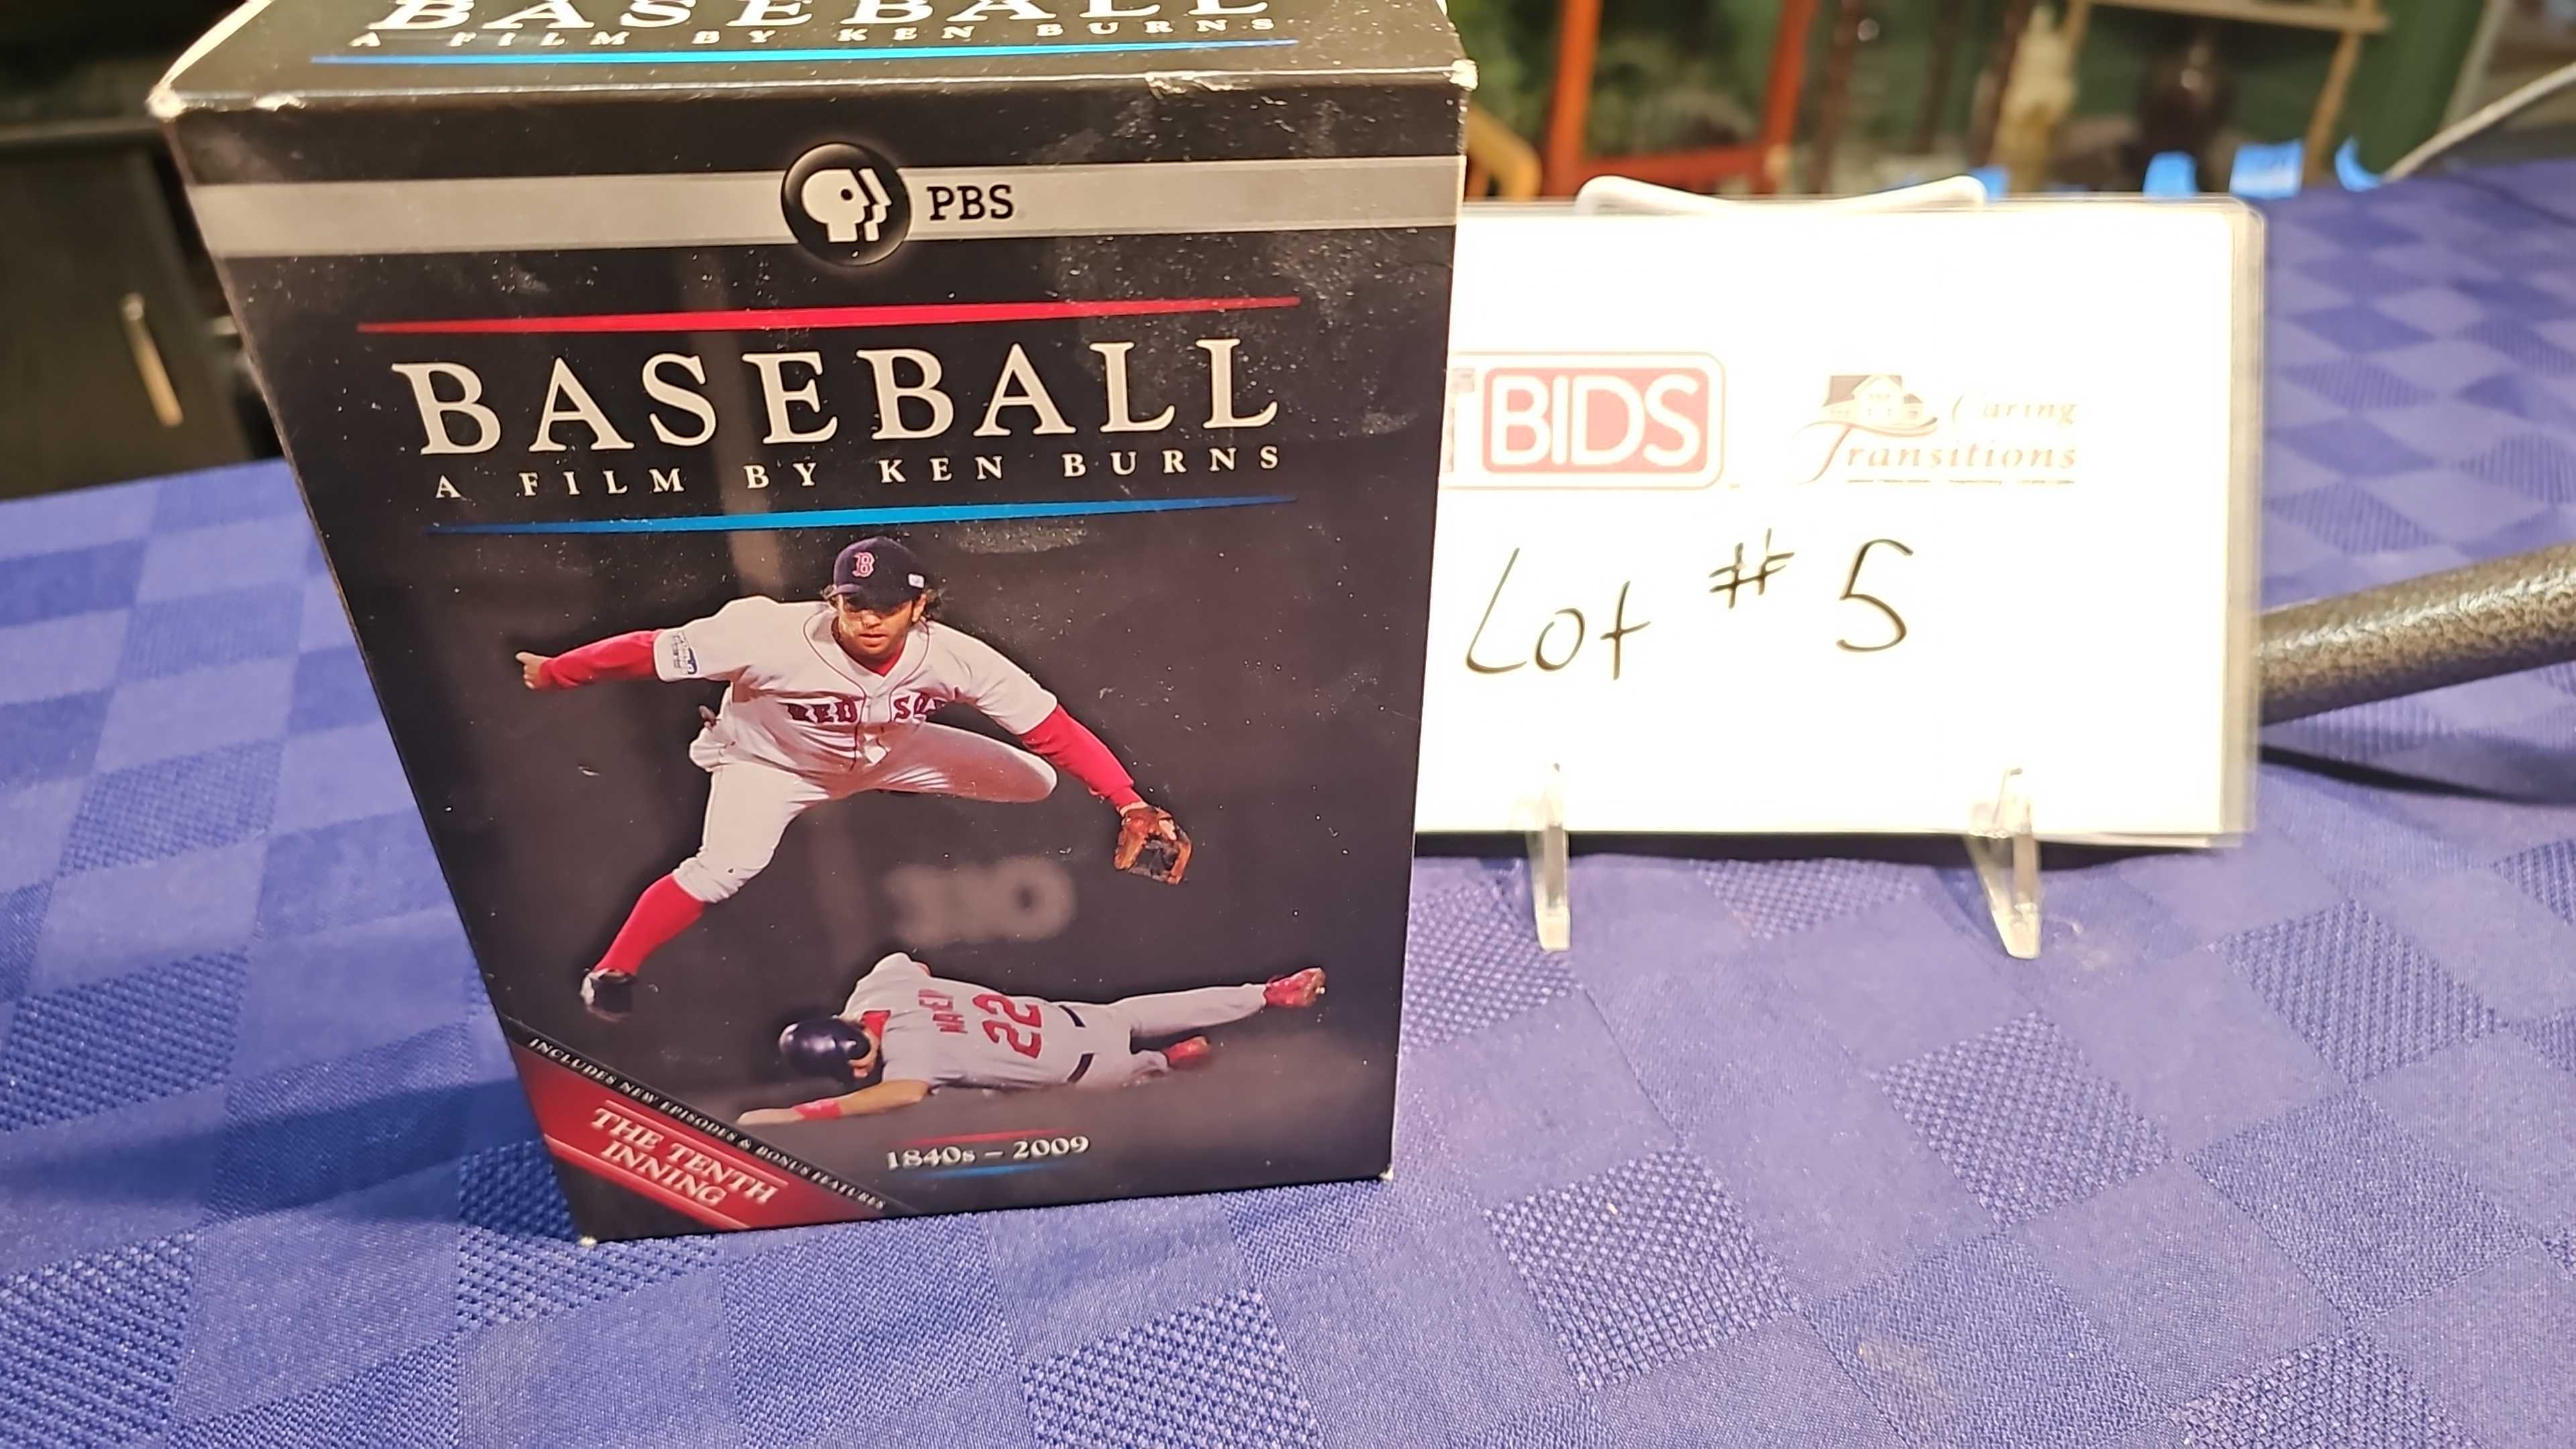 BASEBALL
A FILM BY KEN BURNS
PBS
BASEBALL
A FILM BY KEN BURNS
B
RED SOX
22
INCLUDES NEW EPISODES & BONUS FEATURES
THE TENTH
INNING
1840s – 2009
BIDS
Caring
Transitions
Lot # 5